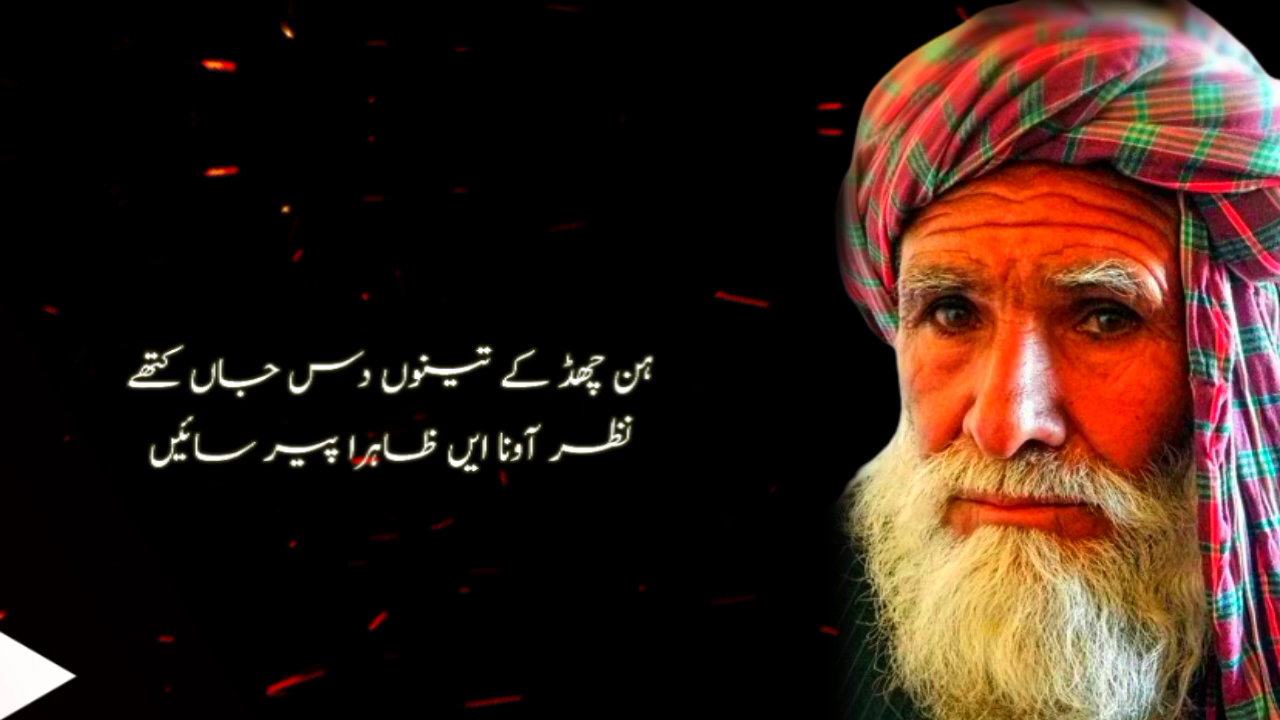 ہن چھڈ کے تینوں دس جاں کتھے
نظر آونا ایں ظاہرا پیر سائیں